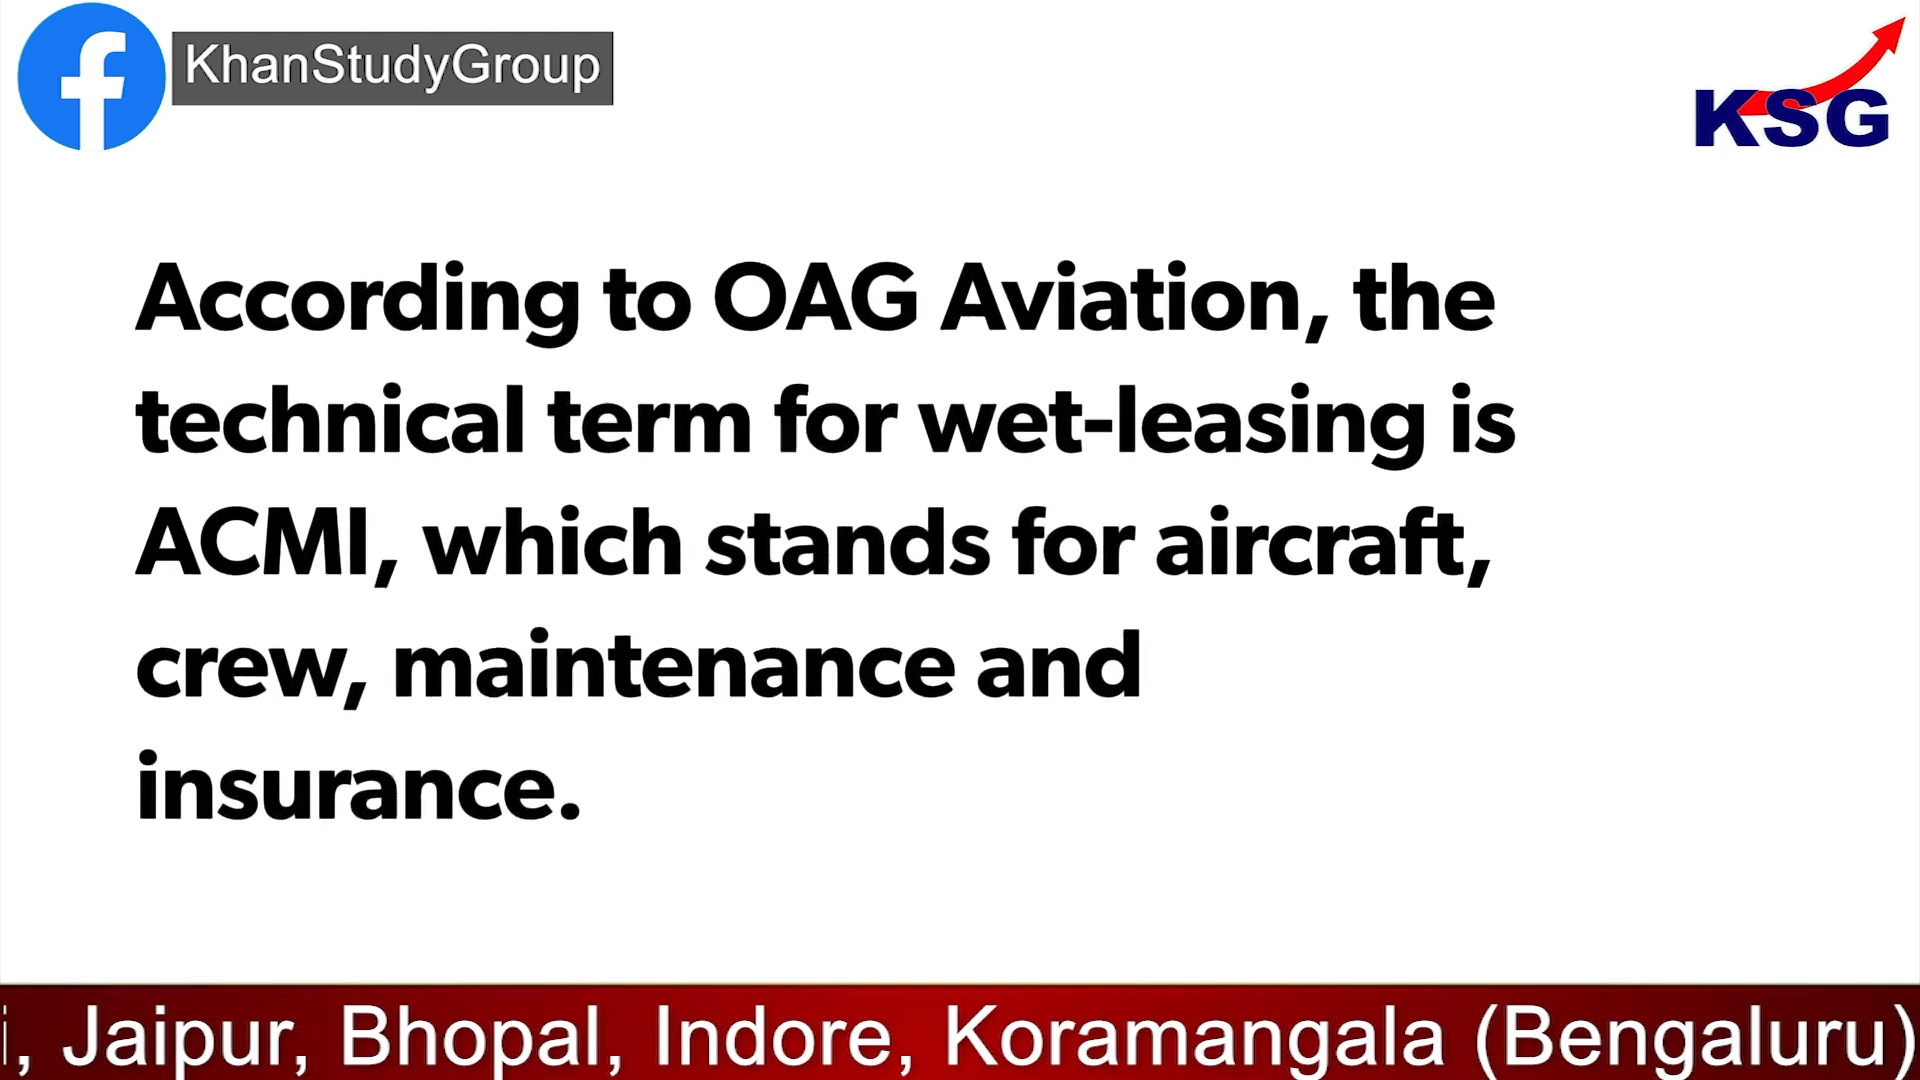 KhanStudyGroup
KSG
According to OAG Aviation, the
technical term for wet-leasing is
ACMI, which stands for aircraft,
crew, maintenance and
insurance.
, Jaipur, Bhopal, Indore, Koramangala (Bengaluru)